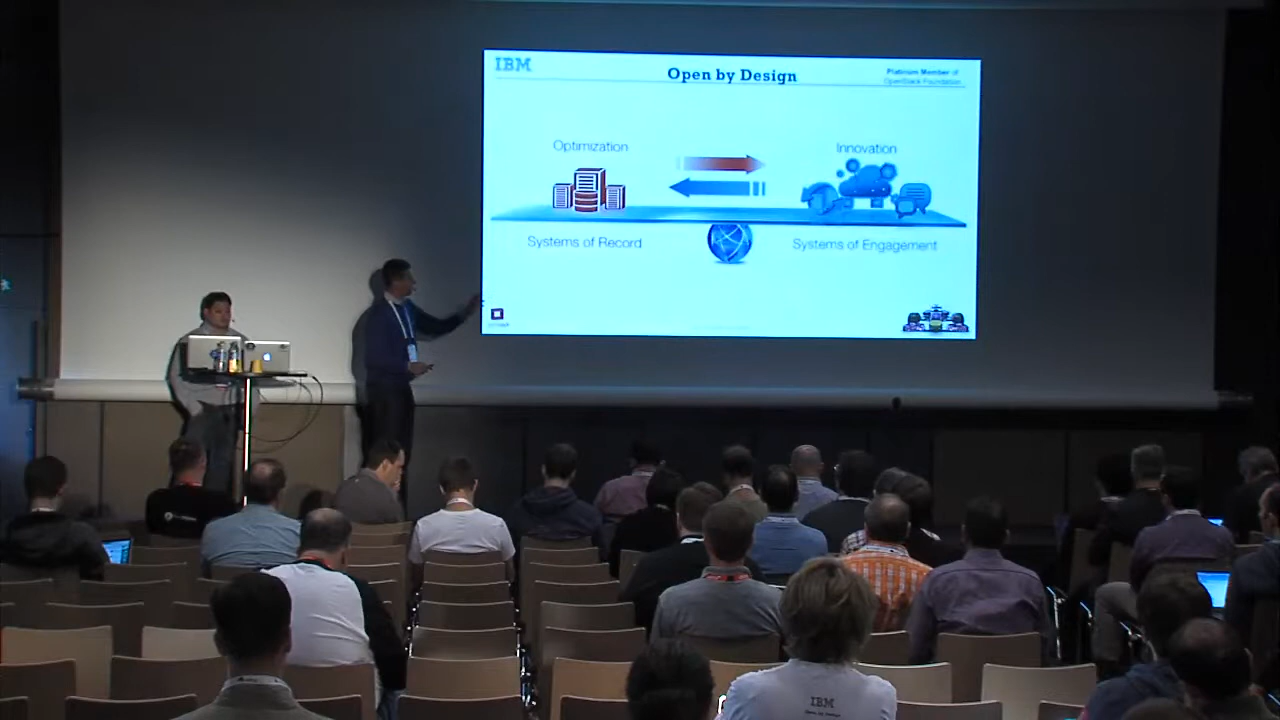 IBM
Open by Design
Platinum Member of
OpenStack Foundation
Optimization
Innovation
Systems of Record
Systems of Engagement
IBM